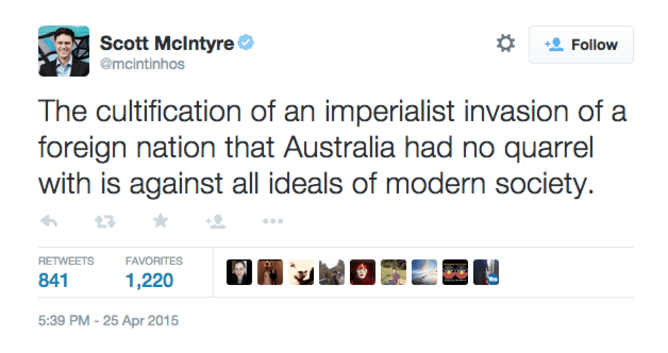 Scott McIntyre
@mcintinhos
Follow
The cultification of an imperialist invasion of a
foreign nation that Australia had no quarrel
with is against all ideals of modern society.
RETWEETS
FAVORITES
841
1,220
5:39 PM - 25 Apr 2015